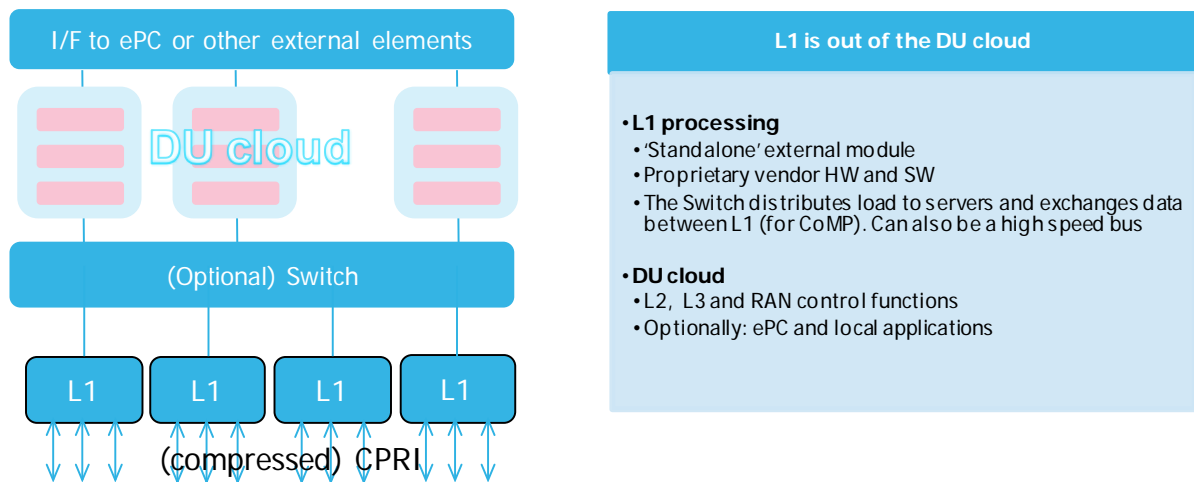 I/F to ePC or other external elements
DU cloud
(Optional) Switch
L1
L1
L1
L1
(compressed) CPRI
L1 is out of the DU cloud
•L1 processing
•'Standalone' external module
•Proprietary vendor HW and SW
•The Switch distributes load to servers and exchanges data
between L1 (for CoMP). Can also be a high speed bus
•DU cloud
•L2, L3 and RAN control functions
•Optionally: ePC and local applications